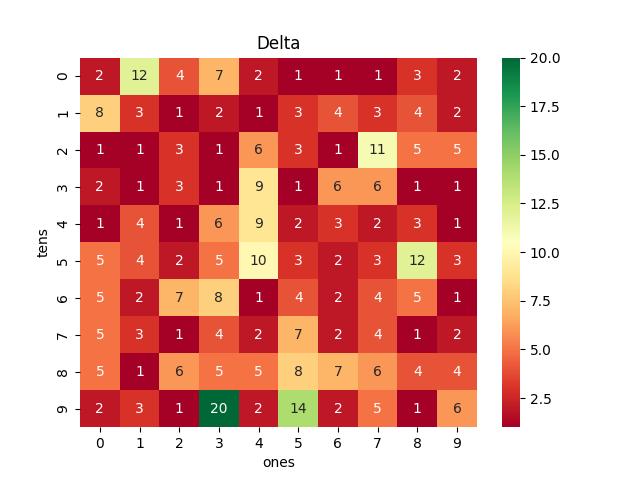 Delta
tens
0 2 12 4 7 2 1 1 1 3 2
1 8 3 1 2 1 3 4 3 4 2
2 1 1 3 1 6 3 1 11 5 5
3 2 1 3 1 9 1 6 6 1 1
4 1 4 1 6 9 2 3 2 3 1
5 5 4 2 5 10 3 2 3 12 3
6 5 2 7 8 1 4 2 4 5 1
7 5 3 1 4 2 7 2 4 1 2
8 5 1 6 5 5 8 7 6 4 4
9 2 3 1 20 2 14 2 5 1 6
0 1 2 3 4 5 6 7 8 9
ones
20.0
17.5
15.0
12.5
10.0
7.5
5.0
2.5